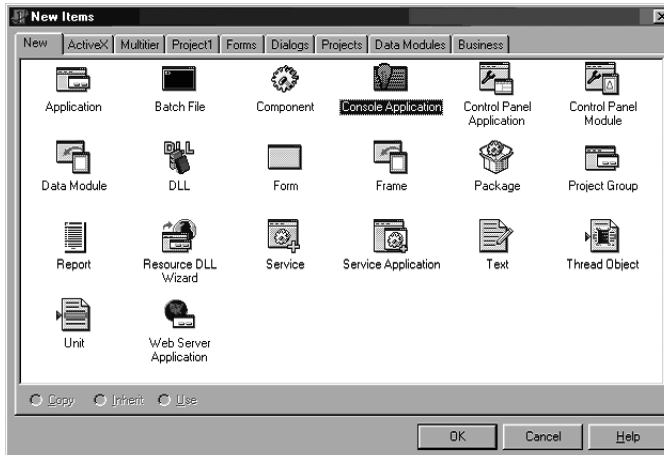 New Items
New ActiveX Multitier Project1 Forms Dialogs Projects Data Modules Business
Application Batch File Component Console Application Control Panel Application Control Panel Module
Data Module DLL Form Frame Package Project Group
Report Resource DLL Wizard Service Service Application Text Thread Object
Unit Web Server Application
Copy Inherit Use
OK Cancel Help